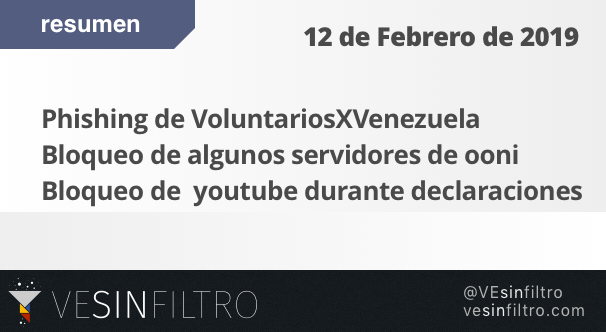 resumen
12 de Febrero de 2019
Phishing de VoluntariosXVenezuela
Bloqueo de algunos servidores de ooni
Bloqueo de  youtube durante declaraciones
VESINFILTRO
@VEsinfiltro
vesinfiltro.com